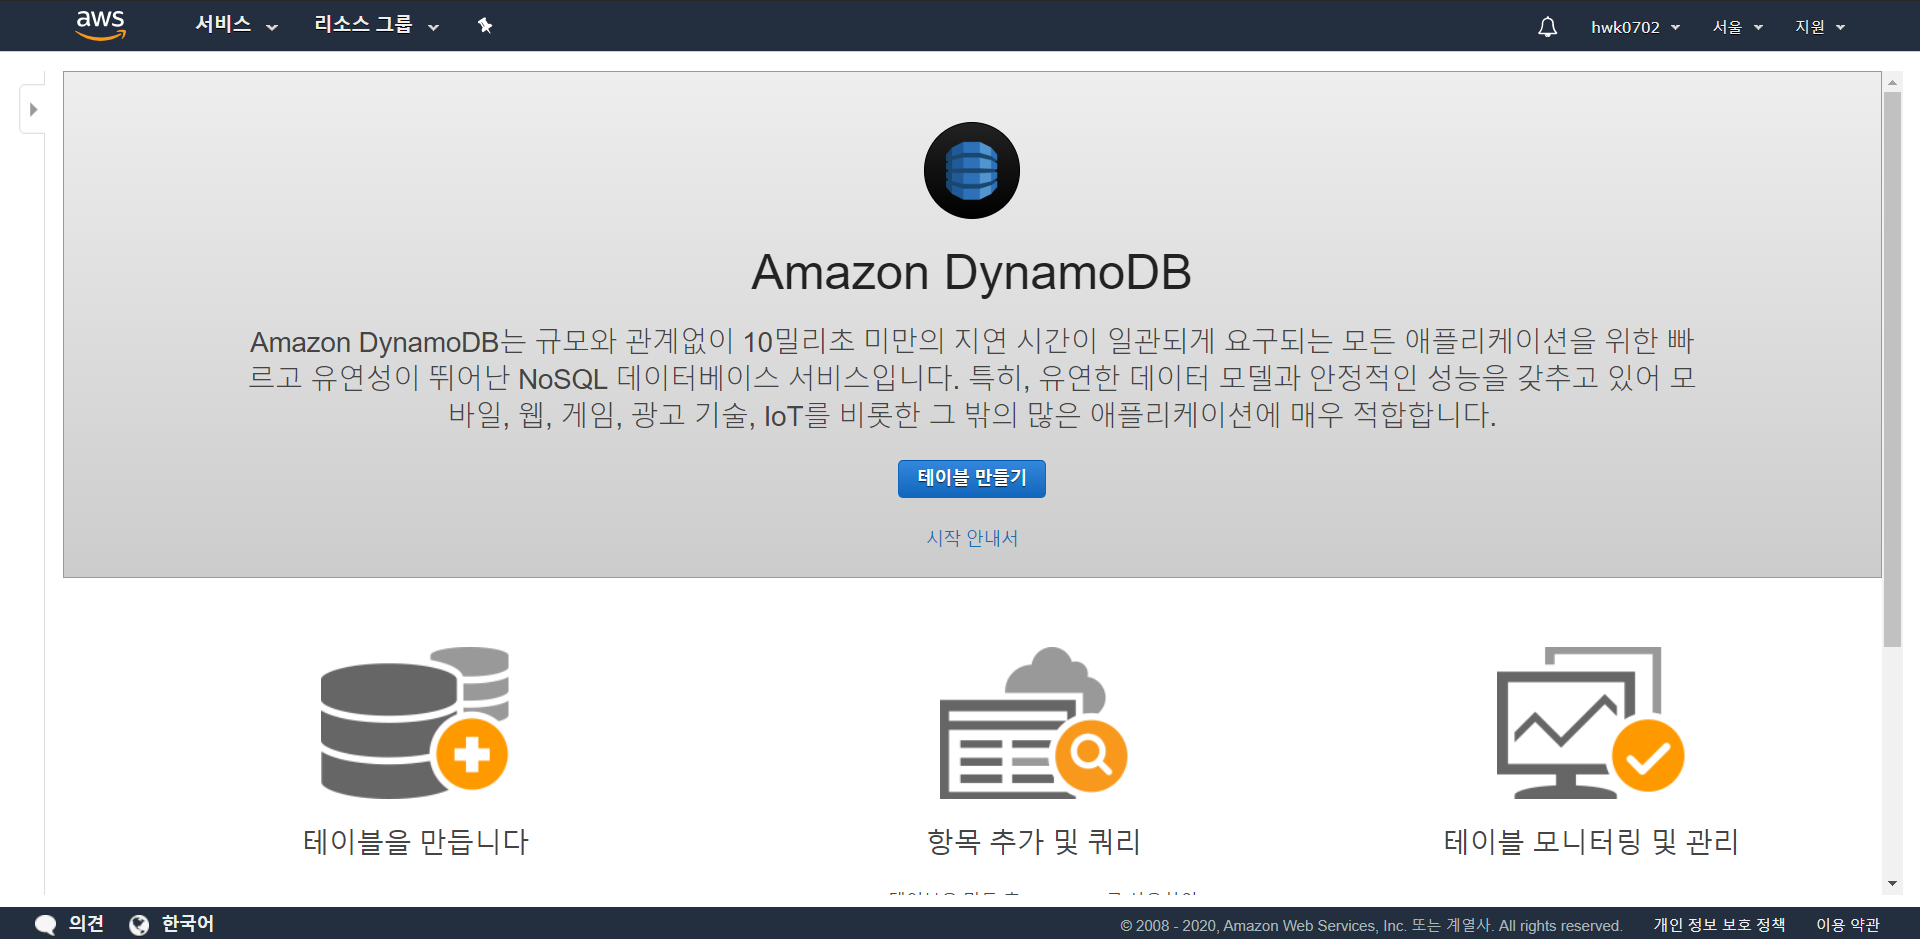 aws 서비스 리소스 그룹 hwk0702 서울 지원
Amazon DynamoDB
Amazon DynamoDB는 규모와 관계없이 10밀리초 미만의 지연 시간이 일관되게 요구되는 모든 애플리케이션을 위한 빠
르고 유연성이 뛰어난 NoSQL 데이터베이스 서비스입니다. 특히, 유연한 데이터 모델과 안정적인 성능을 갖추고 있어 모
바일, 웹, 게임, 광고 기술, IoT를 비롯한 그 밖의 많은 애플리케이션에 매우 적합합니다.
테이블 만들기
시작 안내서
테이블을 만듭니다
항목 추가 및 쿼리
테이블 모니터링 및 관리
의견 한국어 © 2008 - 2020, Amazon Web Services, Inc. 또는 계열사. All rights reserved. 개인 정보 보호 정책 이용 약관